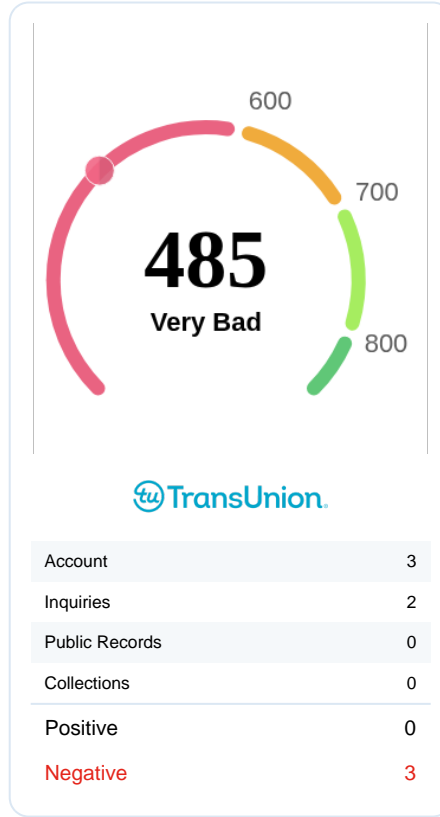 600
700
485
Very Bad
800
tu TransUnion
Account 3
Inquiries 2
Public Records 0
Collections 0
Positive 0
Negative 3